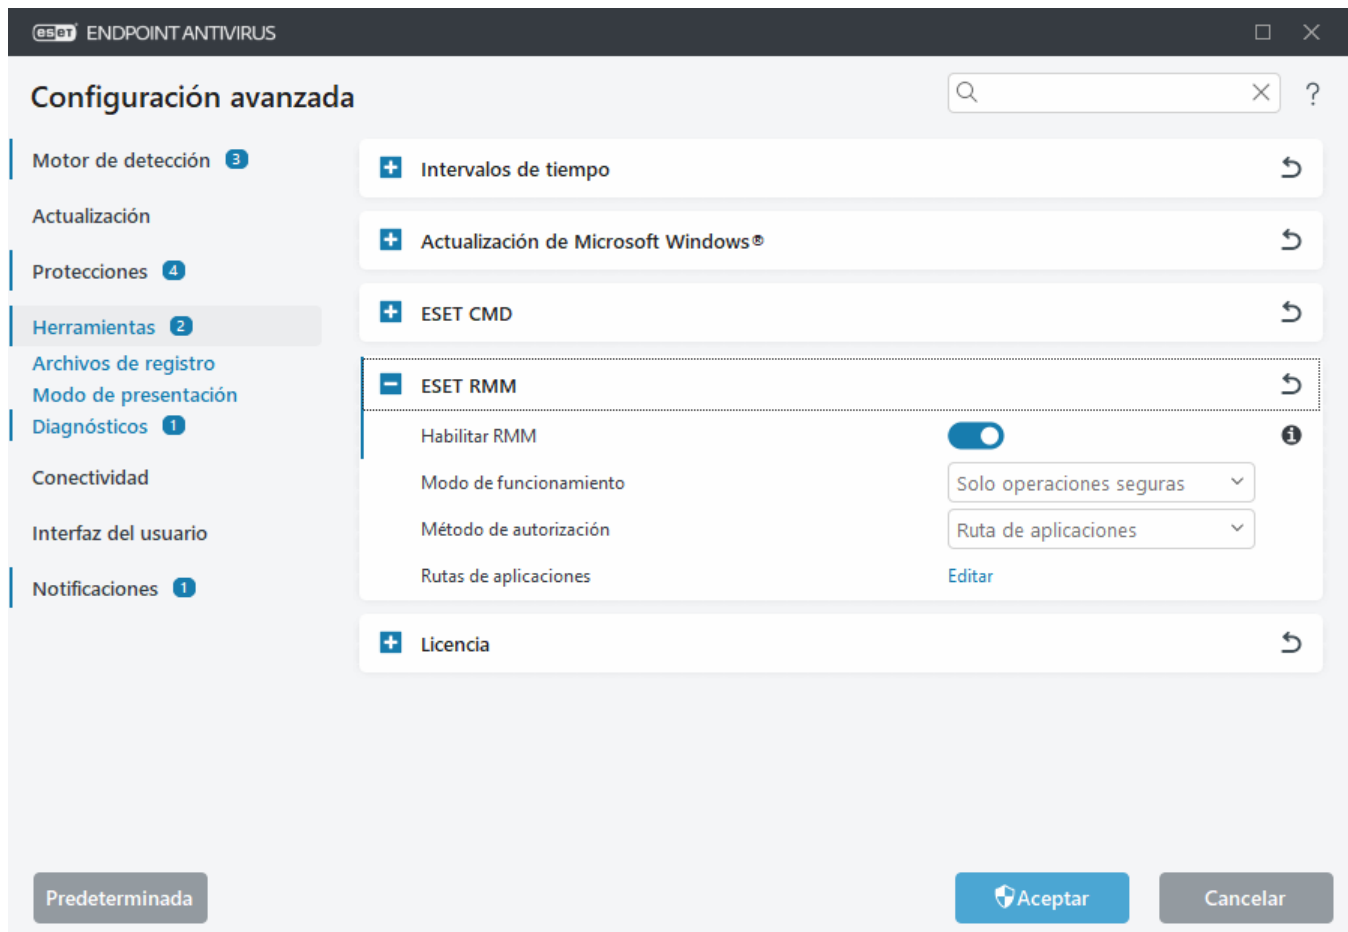 eset ENDPOINT ANTIVIRUS
Configuración avanzada
?
Motor de detección 3
Actualización
Protecciones 4
Herramientas 2
Archivos de registro
Modo de presentación
Diagnósticos 1
Conectividad
Interfaz del usuario
Notificaciones 1
Intervalos de tiempo
Actualización de Microsoft Windows®
ESET CMD
ESET RMM
Habilitar RMM
Modo de funcionamiento Solo operaciones seguras
Método de autorización Ruta de aplicaciones
Rutas de aplicaciones Editar
Licencia
Predeterminada Aceptar Cancelar